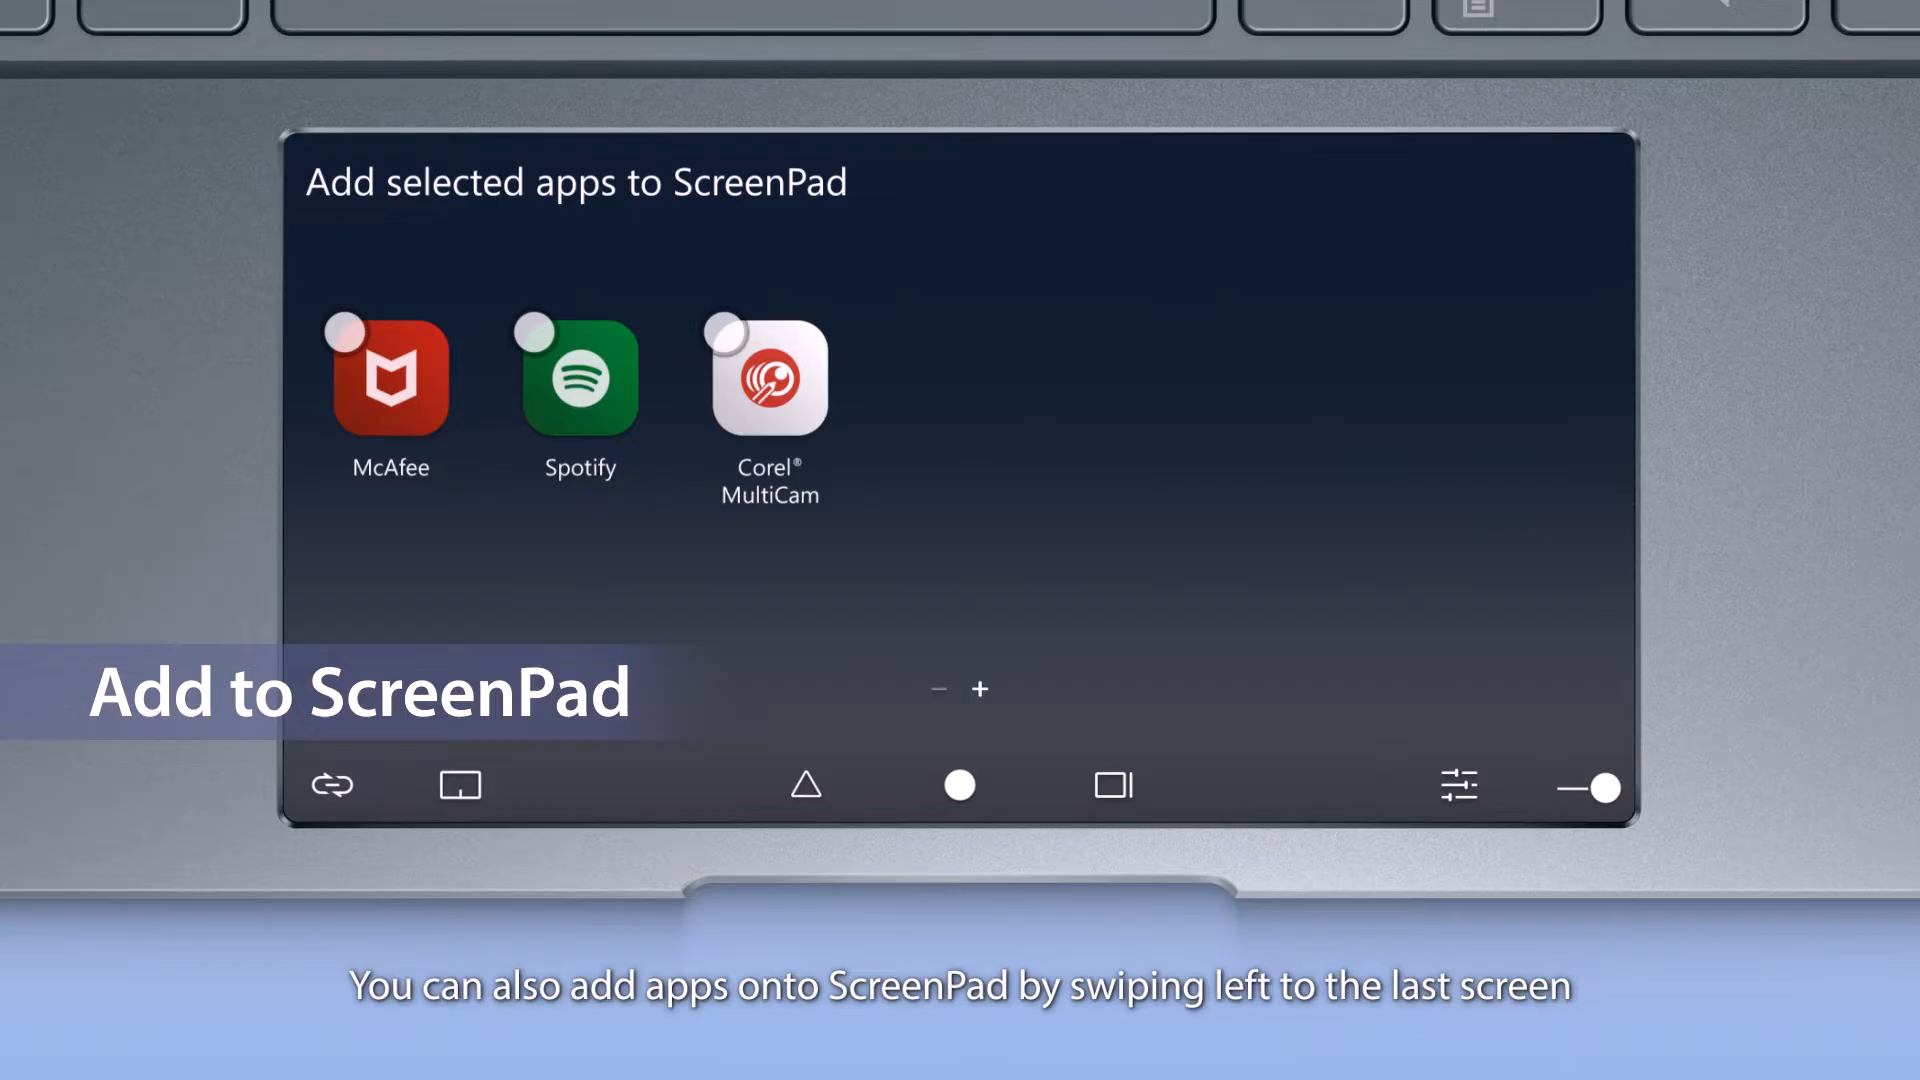 Add selected apps to ScreenPad
McAfee
Spotify
Corel®
MultiCam
Add to ScreenPad
You can also add apps onto ScreenPad by swiping left to the last screen